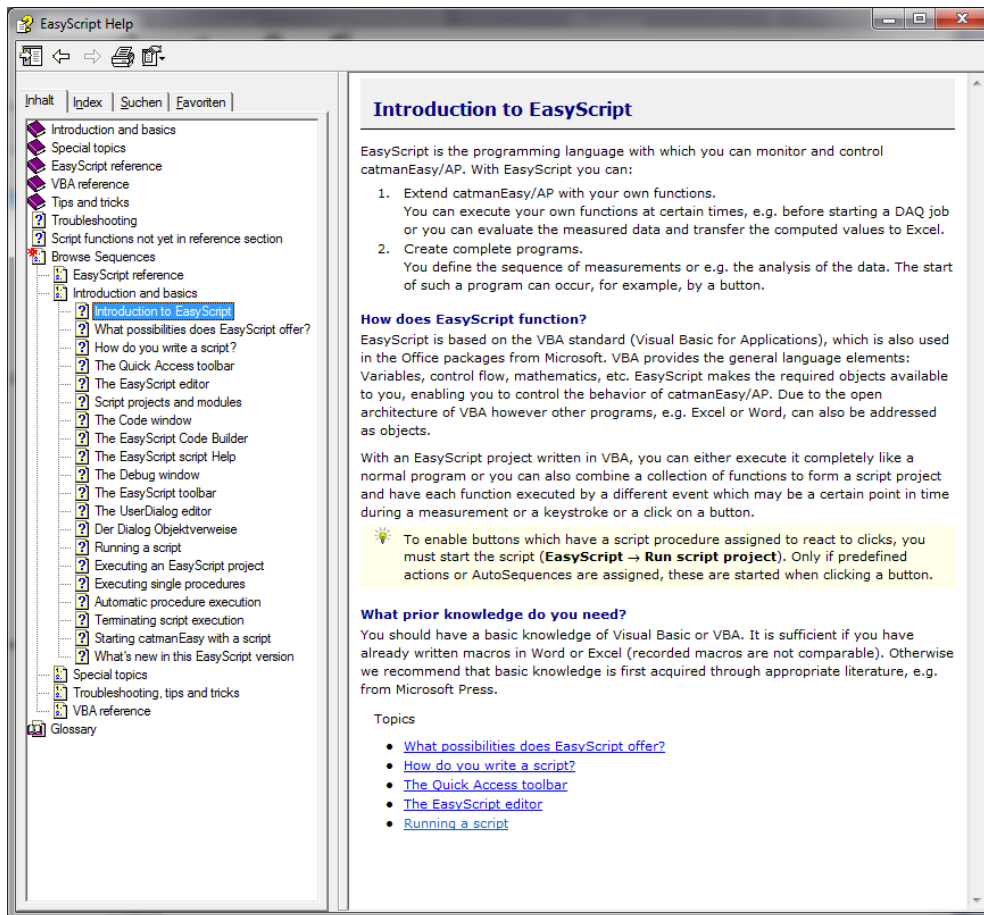 EasyScript Help
Inhalt Index Suchen Favoriten
Introduction and basics
Special topics
EasyScript reference
VBA reference
Tips and tricks
Troubleshooting
Script functions not yet in reference section
Browse Sequences
EasyScript reference
Introduction and basics
Introduction to EasyScript
What possibilities does EasyScript offer?
How do you write a script?
The Quick Access toolbar
The EasyScript editor
Script projects and modules
The Code window
The EasyScript Code Builder
The EasyScript script Help
The Debug window
The EasyScript toolbar
The UserDialog editor
Der Dialog Objektverweise
Running a script
Executing an EasyScript project
Executing single procedures
Automatic procedure execution
Terminating script execution
Starting catmanEasy with a script
What's new in this EasyScript version
Special topics
Troubleshooting, tips and tricks
VBA reference
Glossary
Introduction to EasyScript
EasyScript is the programming language with which you can monitor and control
catmanEasy/AP. With EasyScript you can:
1. Extend catmanEasy/AP with your own functions.
You can execute your own functions at certain times, e.g. before starting a DAQ job
or you can evaluate the measured data and transfer the computed values to Excel.
2. Create complete programs.
You define the sequence of measurements or e.g. the analysis of the data. The start
of such a program can occur, for example, by a button.
How does EasyScript function?
EasyScript is based on the VBA standard (Visual Basic for Applications), which is also used
in the Office packages from Microsoft. VBA provides the general language elements:
Variables, control flow, mathematics, etc. EasyScript makes the required objects available
to you, enabling you to control the behavior of catmanEasy/AP. Due to the open
architecture of VBA however other programs, e.g. Excel or Word, can also be addressed
as objects.
With an EasyScript project written in VBA, you can either execute it completely like a
normal program or you can also combine a collection of functions to form a script project
and have each function executed by a different event which may be a certain point in time
during a measurement or a keystroke or a click on a button.
To enable buttons which have a script procedure assigned to react to clicks, you
must start the script (EasyScript → Run script project). Only if predefined
actions or AutoSequences are assigned, these are started when clicking a button.
What prior knowledge do you need?
You should have a basic knowledge of Visual Basic or VBA. It is sufficient if you have
already written macros in Word or Excel (recorded macros are not comparable). Otherwise
we recommend that basic knowledge is first acquired through appropriate literature, e.g.
from Microsoft Press.
Topics
• What possibilities does EasyScript offer?
• How do you write a script?
• The Quick Access toolbar
• The EasyScript editor
• Running a script